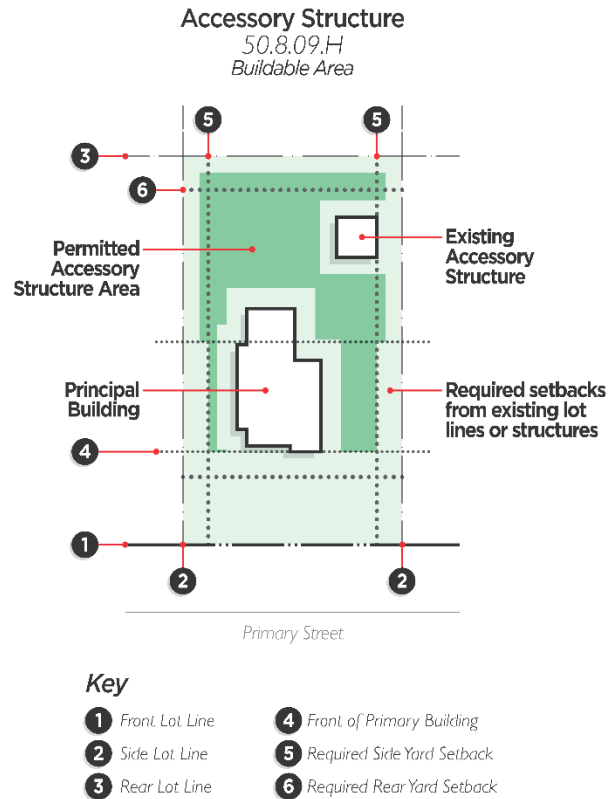 Accessory Structure
50.8.09.H
Buildable Area
5 5
3
6
Permitted
Accessory
Structure Area
Existing
Accessory
Structure
Principal
Building
Required setbacks
from existing lot
lines or structures
4
1
2 2
Primary Street
Key
1 Front Lot Line
2 Side Lot Line
3 Rear Lot Line
4 Front of Primary Building
5 Required Side Yard Setback
6 Required Rear Yard Setback